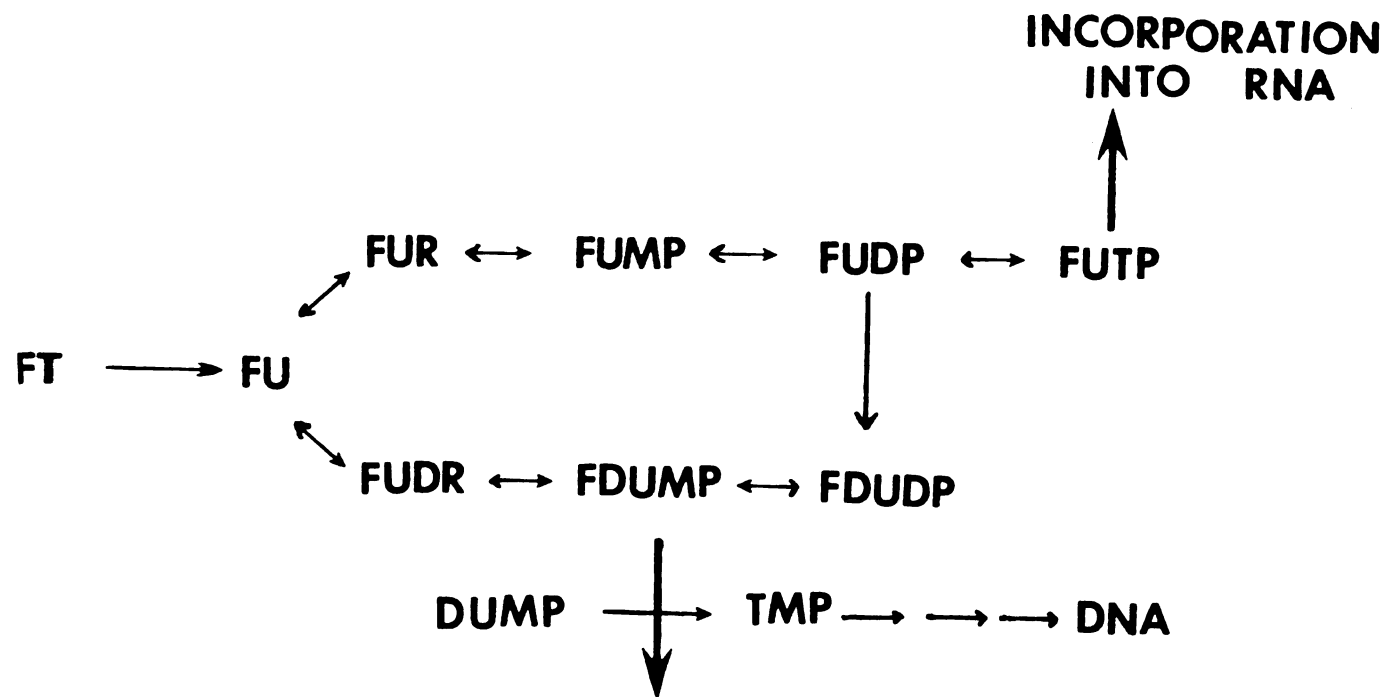 INCORPORATION
INTO RNA
FUR FUMP FUDP FUTP
FT FU
FUDR FDUMP FDUDP
DUMP TMP DNA